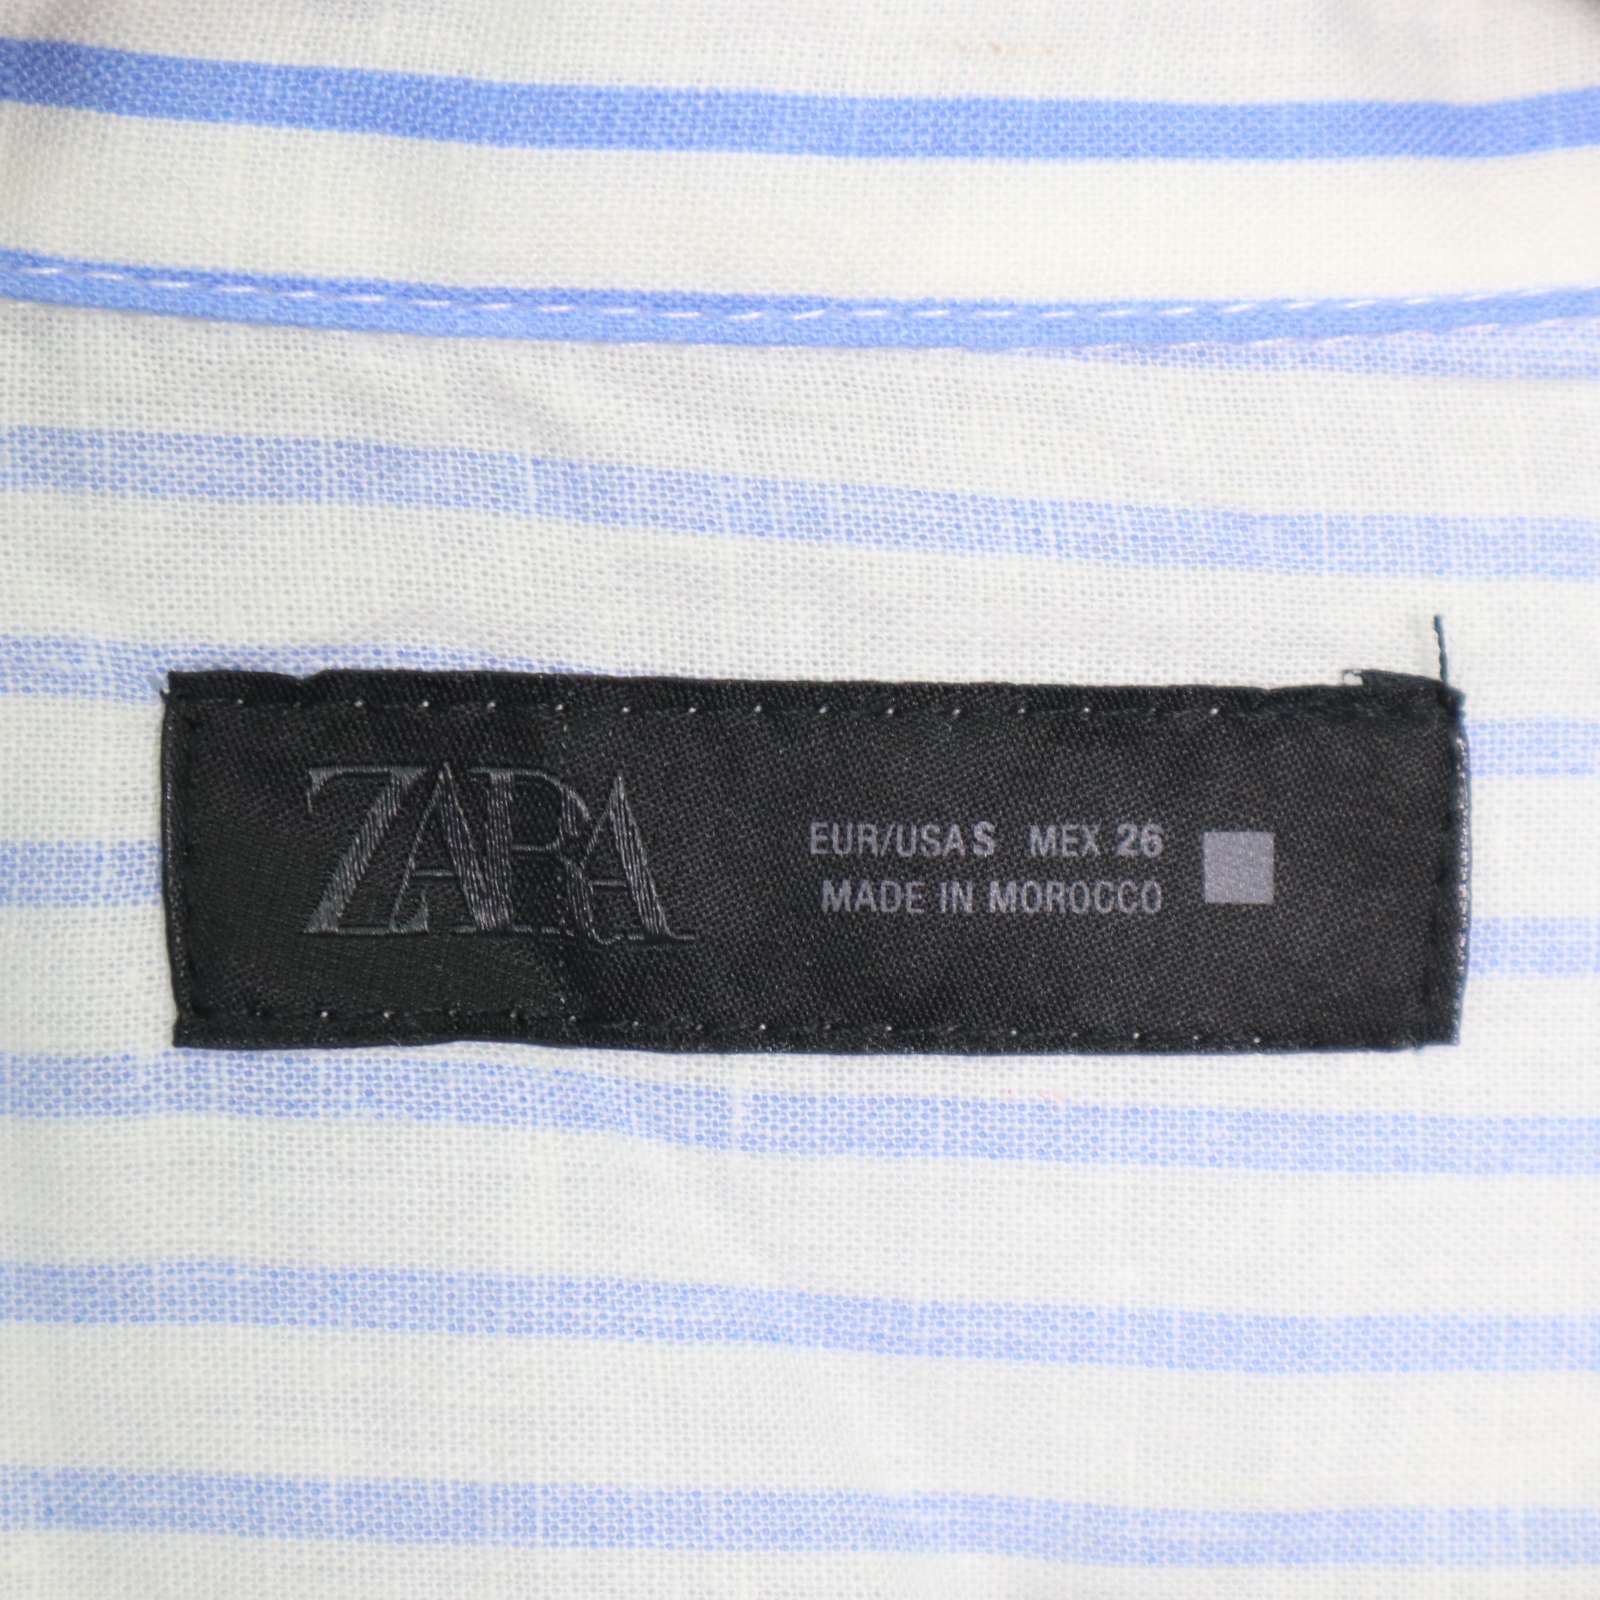 ZARA
EUR/USA S MEX 26
MADE IN MOROCCO